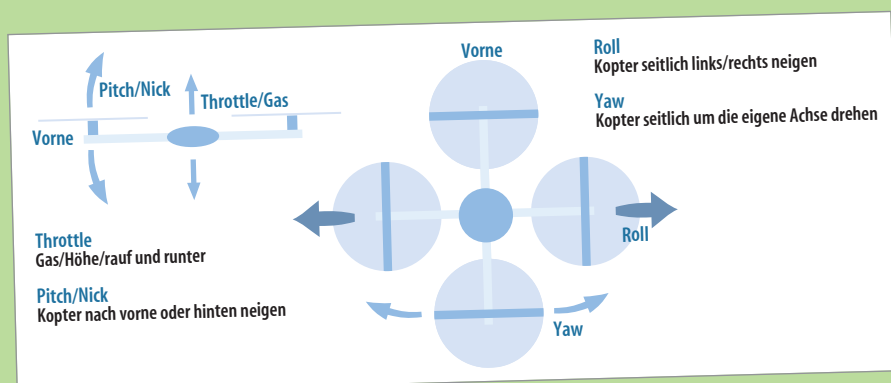 Pitch/Nick
Throttle/Gas
Vorne
Throttle
Gas/Höhe/rauf und runter
Pitch/Nick
Kopter nach vorne oder hinten neigen
Vorne
Roll
Yaw
Roll
Kopter seitlich links/rechts neigen
Yaw
Kopter seitlich um die eigene Achse drehen